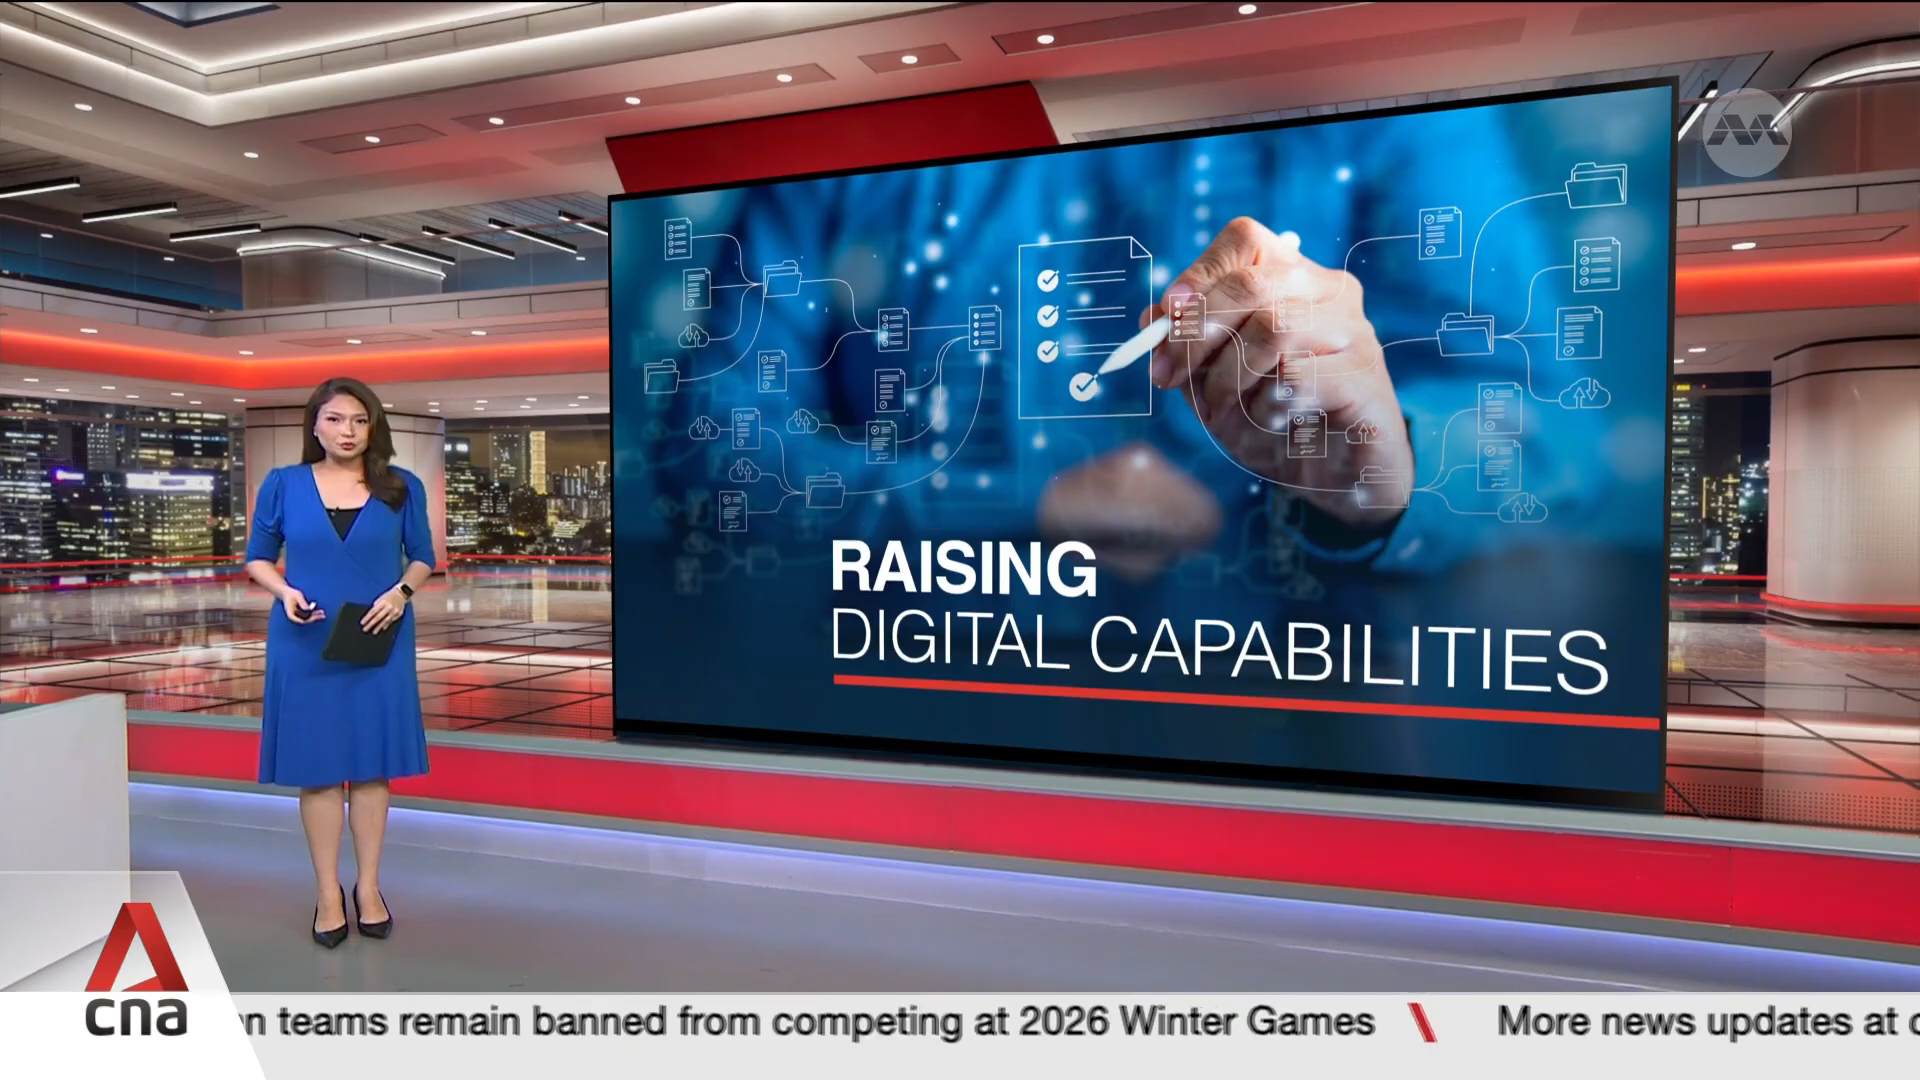 RAISING
DIGITAL CAPABILITIES
cna
teams remain banned from competing at 2026 Winter Games
More news updates at